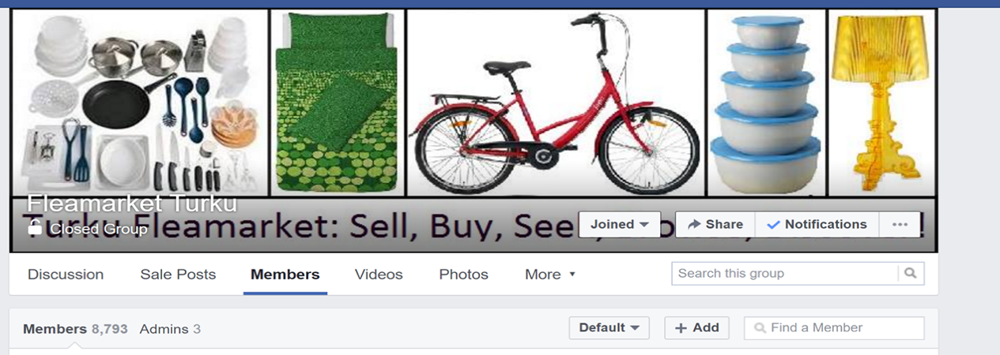 Fleamarket Turku
Turku Fleamarket: Sell, Buy, See
Closed Group
Joined
Share
Notifications
Discussion
Sale Posts
Members
Videos
Photos
More
Search this group
Members 8,793 Admins 3
Default
+ Add
Find a Member